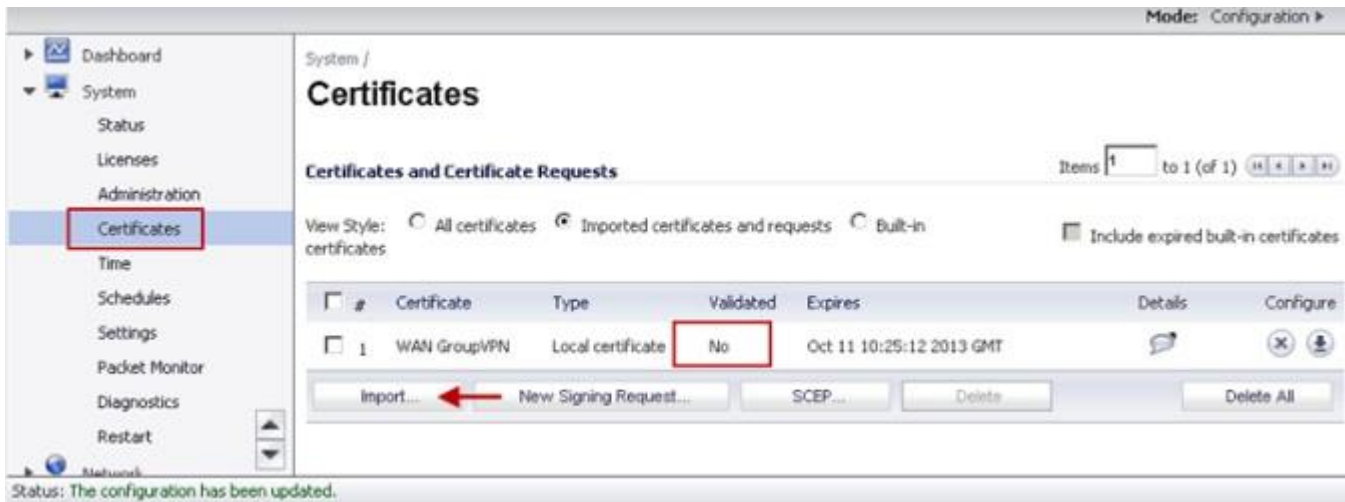 Mode: Configuration
Dashboard
System
Status
Licenses
Administration
Certificates
Time
Schedules
Settings
Packet Monitor
Diagnostics
Restart
Network
System /
Certificates
Certificates and Certificate Requests
Items 1 to 1 (of 1)
View Style: All certificates Imported certificates and requests Built-in
certificates
Include expired built-in certificates
# Certificate Type Validated Expires Details Configure
1 WAN GroupVPN Local certificate No Oct 11 10:25:12 2013 GMT
Import... New Signing Request... SCEP... Delete Delete All
Status: The configuration has been updated.